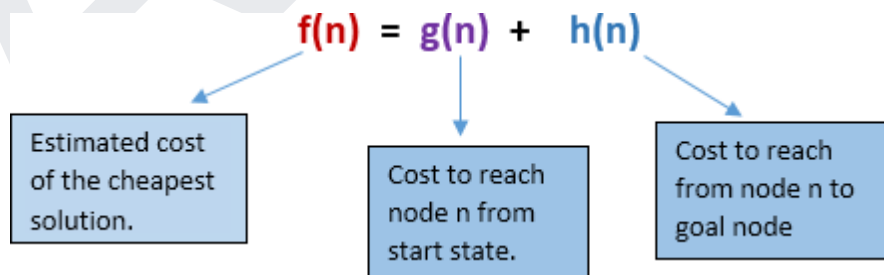 f(n) = g(n) + h(n)
Estimated cost
of the cheapest
solution.
Cost to reach
node n from
start state.
Cost to reach
from node n to
goal node